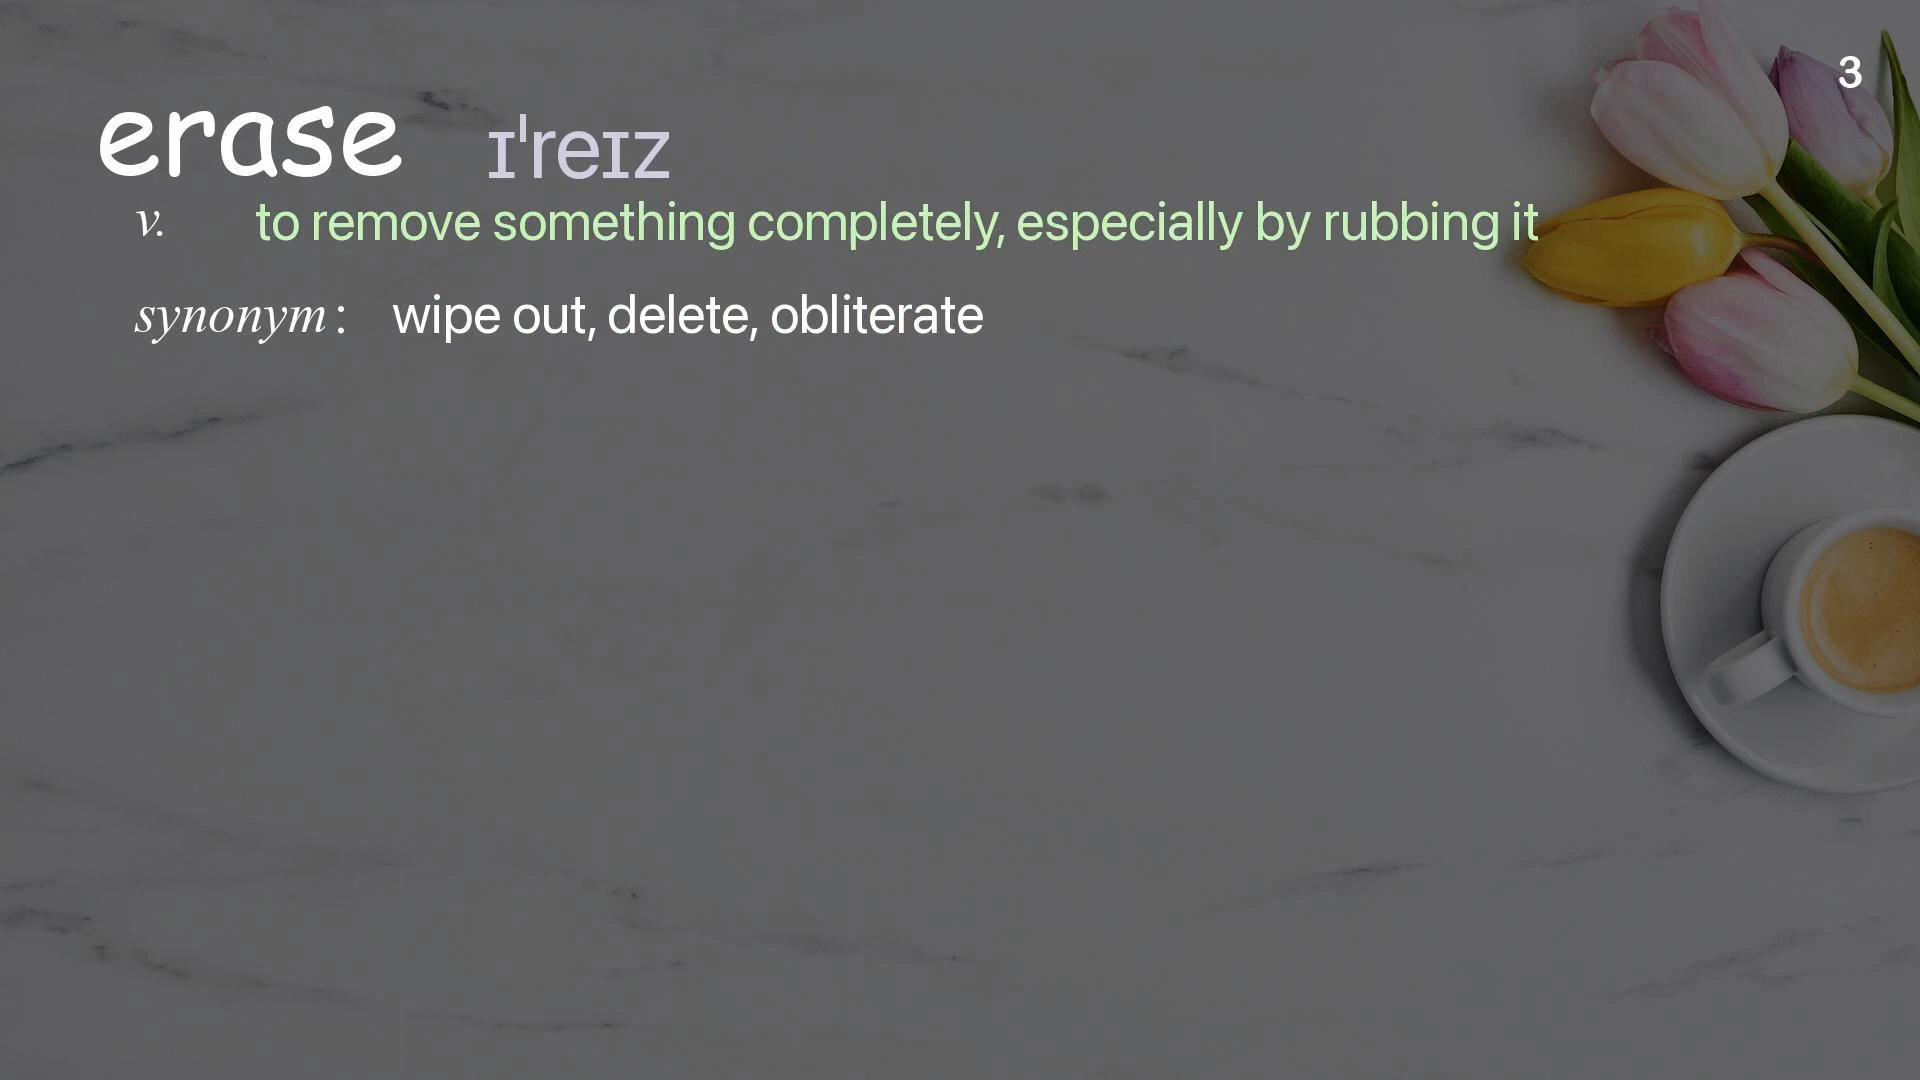 3
erase ɪˈreɪz
v. to remove something completely, especially by rubbing it
synonym: wipe out, delete, obliterate